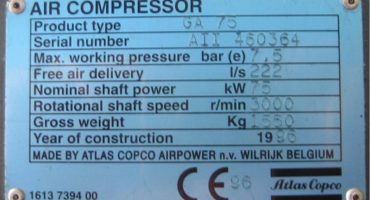 AIR COMPRESSOR
Product type GA 75
Serial number AII 460364
Max. working pressure bar (e) 7,5
Free air delivery l/s 222
Nominal shaft power kW 75
Rotational shaft speed r/min 3000
Gross weight Kg 1550
Year of construction 1996
MADE BY ATLAS COPCO AIRPOWER n.v. WILRIJK BELGIUM
1613 7394 00 CE 96 Atlas Copco